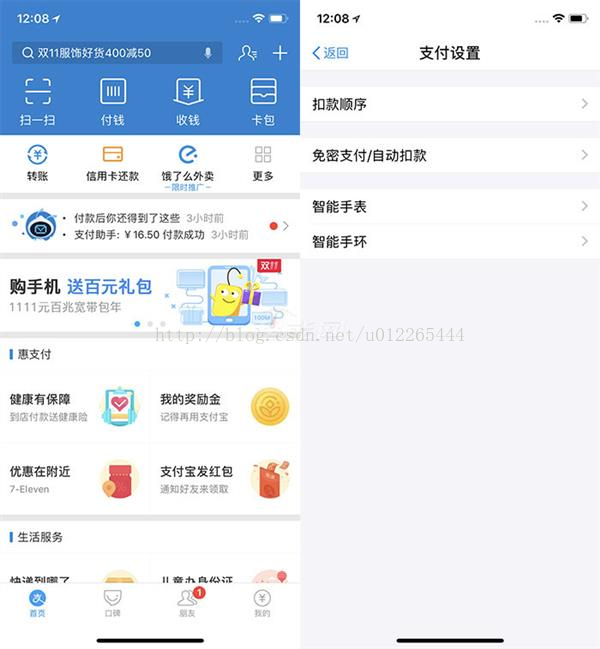 12:08
双11服饰好货400减50
扫一扫
付钱
收钱
卡包
转账
信用卡还款
饿了么外卖
更多
限时推广
付款后你还得到了这些 3小时前
支付助手: ￥16.50 付款成功 3小时前
双11
购手机 送百元礼包
1111元百兆宽带包年
100M
http://blog.csdn.net/u012265444
惠支付
健康有保障
到店付款送健康险
我的奖励金
记得再用支付宝
优惠在附近
7-Eleven
支付宝发红包
通知好友来领取
生活服务
快递到哪了
儿童办身份证
1
首页
口碑
朋友
我的
12:08
返回
支付设置
扣款顺序
免密支付/自动扣款
智能手表
智能手环